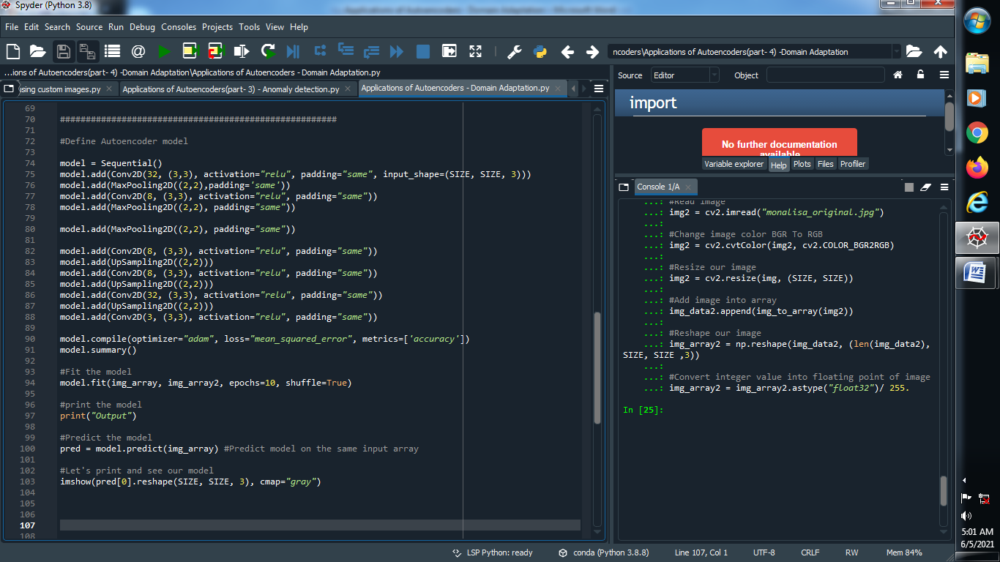 Spyder (Python 3.8)
File Edit Search Source Run Debug Consoles Projects Tools View Help
ncoders\Applications of Autoencoders(part- 4) -Domain Adaptation
...ions of Autoencoders(part- 4) -Domain Adaptation\Applications of Autoencoders - Domain Adaptation.py
using custom images.py Applications of Autoencoders(part- 3) - Anomaly detection.py Applications of Autoencoders - Domain Adaptation.py
69
70 ######################################################
71
72 #Define Autoencoder model
73
74 model = Sequential()
75 model.add(Conv2D(32, (3,3), activation="relu", padding="same", input_shape=(SIZE, SIZE, 3)))
76 model.add(MaxPooling2D((2,2),padding='same'))
77 model.add(Conv2D(8, (3,3), activation="relu", padding="same"))
78 model.add(MaxPooling2D((2,2), padding="same"))
79
80 model.add(MaxPooling2D((2,2), padding="same"))
81
82 model.add(Conv2D(8, (3,3), activation="relu", padding="same"))
83 model.add(UpSampling2D((2,2)))
84 model.add(Conv2D(8, (3,3), activation="relu", padding="same"))
85 model.add(UpSampling2D((2,2)))
86 model.add(Conv2D(32, (3,3), activation="relu", padding="same"))
87 model.add(UpSampling2D((2,2)))
88 model.add(Conv2D(3, (3,3), activation="relu", padding="same"))
89
90 model.compile(optimizer="adam", loss="mean_squared_error", metrics=['accuracy'])
91 model.summary()
92
93 #Fit the model
94 model.fit(img_array, img_array2, epochs=10, shuffle=True)
95
96 #print the model
97 print("Output")
98
99 #Predict the model
100 pred = model.predict(img_array) #Predict model on the same input array
101
102 #Let's print and see our model
103 imshow(pred[0].reshape(SIZE, SIZE, 3), cmap="gray")
104
105
106
107
108
Source Editor Object
import
No further documentation
available
Variable explorer Help Plots Files Profiler
Console 1/A
...: #Read image
...: img2 = cv2.imread("monalisa_original.jpg")
...:
...: #Change image color BGR To RGB
...: img2 = cv2.cvtColor(img2, cv2.COLOR_BGR2RGB)
...:
...: #Resize our image
...: img2 = cv2.resize(img, (SIZE, SIZE))
...:
...: #Add image into array
...: img_data2.append(img_to_array(img2))
...:
...: #Reshape our image
...: img_array2 = np.reshape(img_data2, (len(img_data2),
SIZE, SIZE ,3))
...:
...: #Convert integer value into floating point of image
...: img_array2 = img_array2.astype("float32")/ 255.
In [25]:
LSP Python: ready conda (Python 3.8.8) Line 107, Col 1 UTF-8 CRLF RW Mem 84%
5:01 AM
6/5/2021